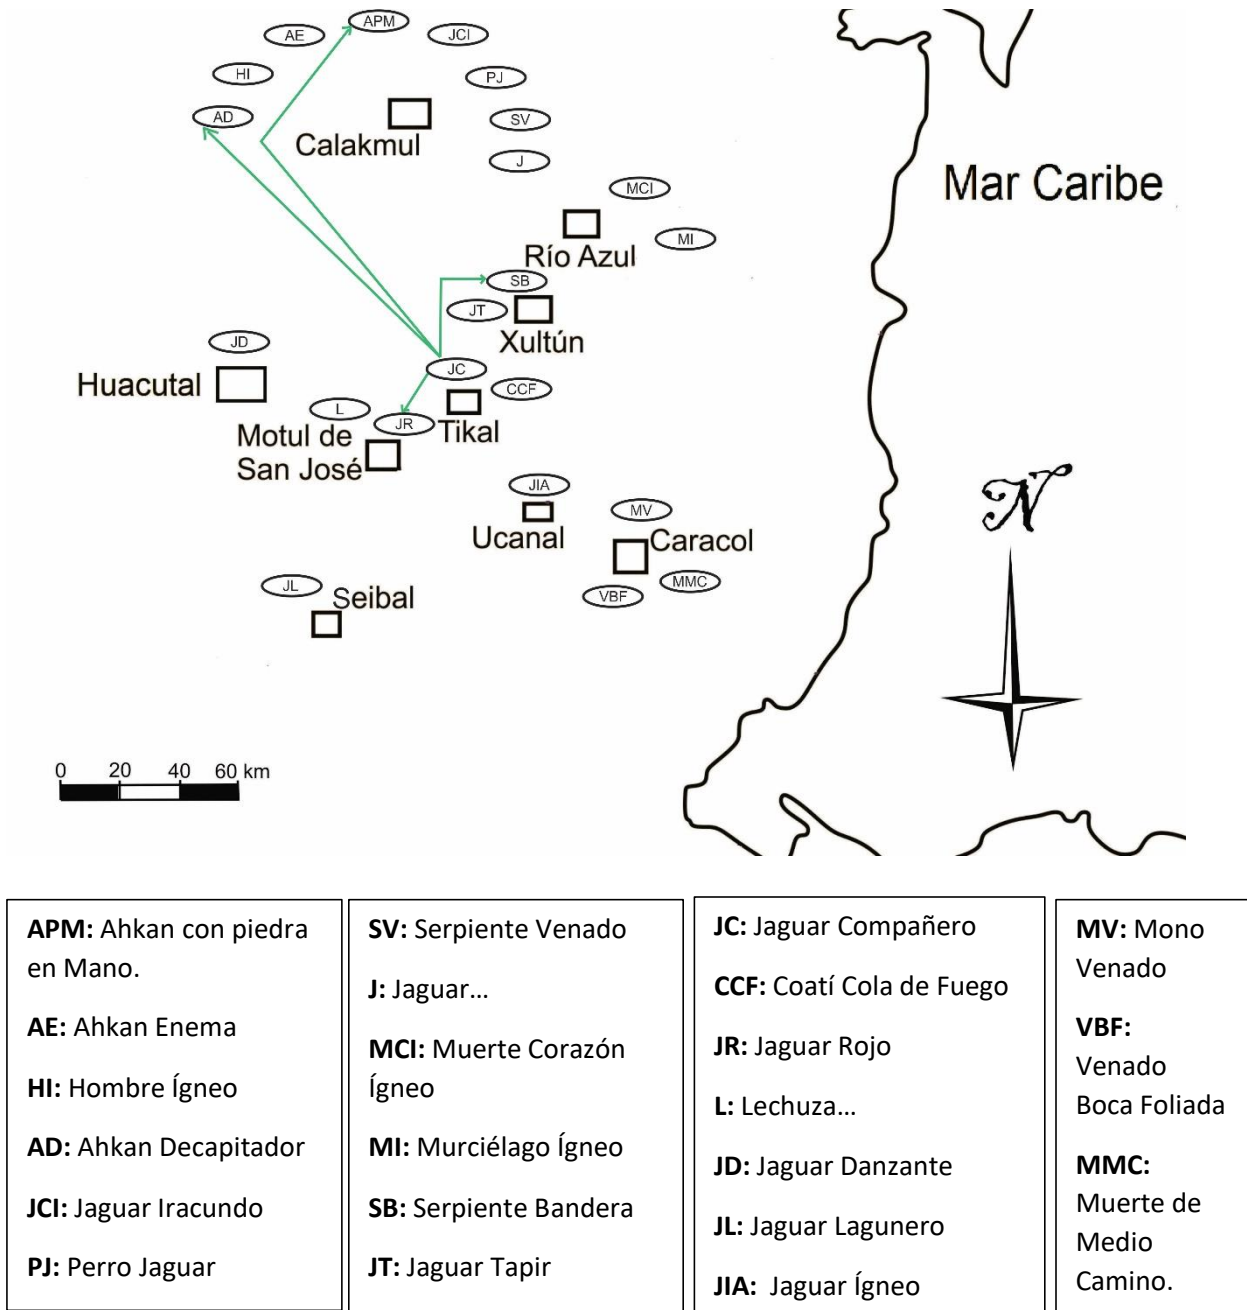 APM
AE
JCI
HI
PJ
AD
SV
Calakmul
J
MCI
Mar Caribe
MI
Río Azul
SB
JT
Xultún
JD
JC
Huacutal
CCF
L
JR
Tikal
Motul de
San José
JIA
MV
N
Ucanal
Caracol
JL
Seibal
MMC
VBF
0 20 40 60 km
APM: Ahkan con piedra
en Mano.
AE: Ahkan Enema
HI: Hombre Ígneo
AD: Ahkan Decapitador
JCI: Jaguar Iracundo
PJ: Perro Jaguar
SV: Serpiente Venado
J: Jaguar...
MCI: Muerte Corazón
Ígneo
MI: Murciélago Ígneo
SB: Serpiente Bandera
JT: Jaguar Tapir
JC: Jaguar Compañero
CCF: Coatí Cola de Fuego
JR: Jaguar Rojo
L: Lechuza...
JD: Jaguar Danzante
JL: Jaguar Lagunero
JIA: Jaguar Ígneo
MV: Mono
Venado
VBF:
Venado
Boca Foliada
MMC:
Muerte de
Medio
Camino.